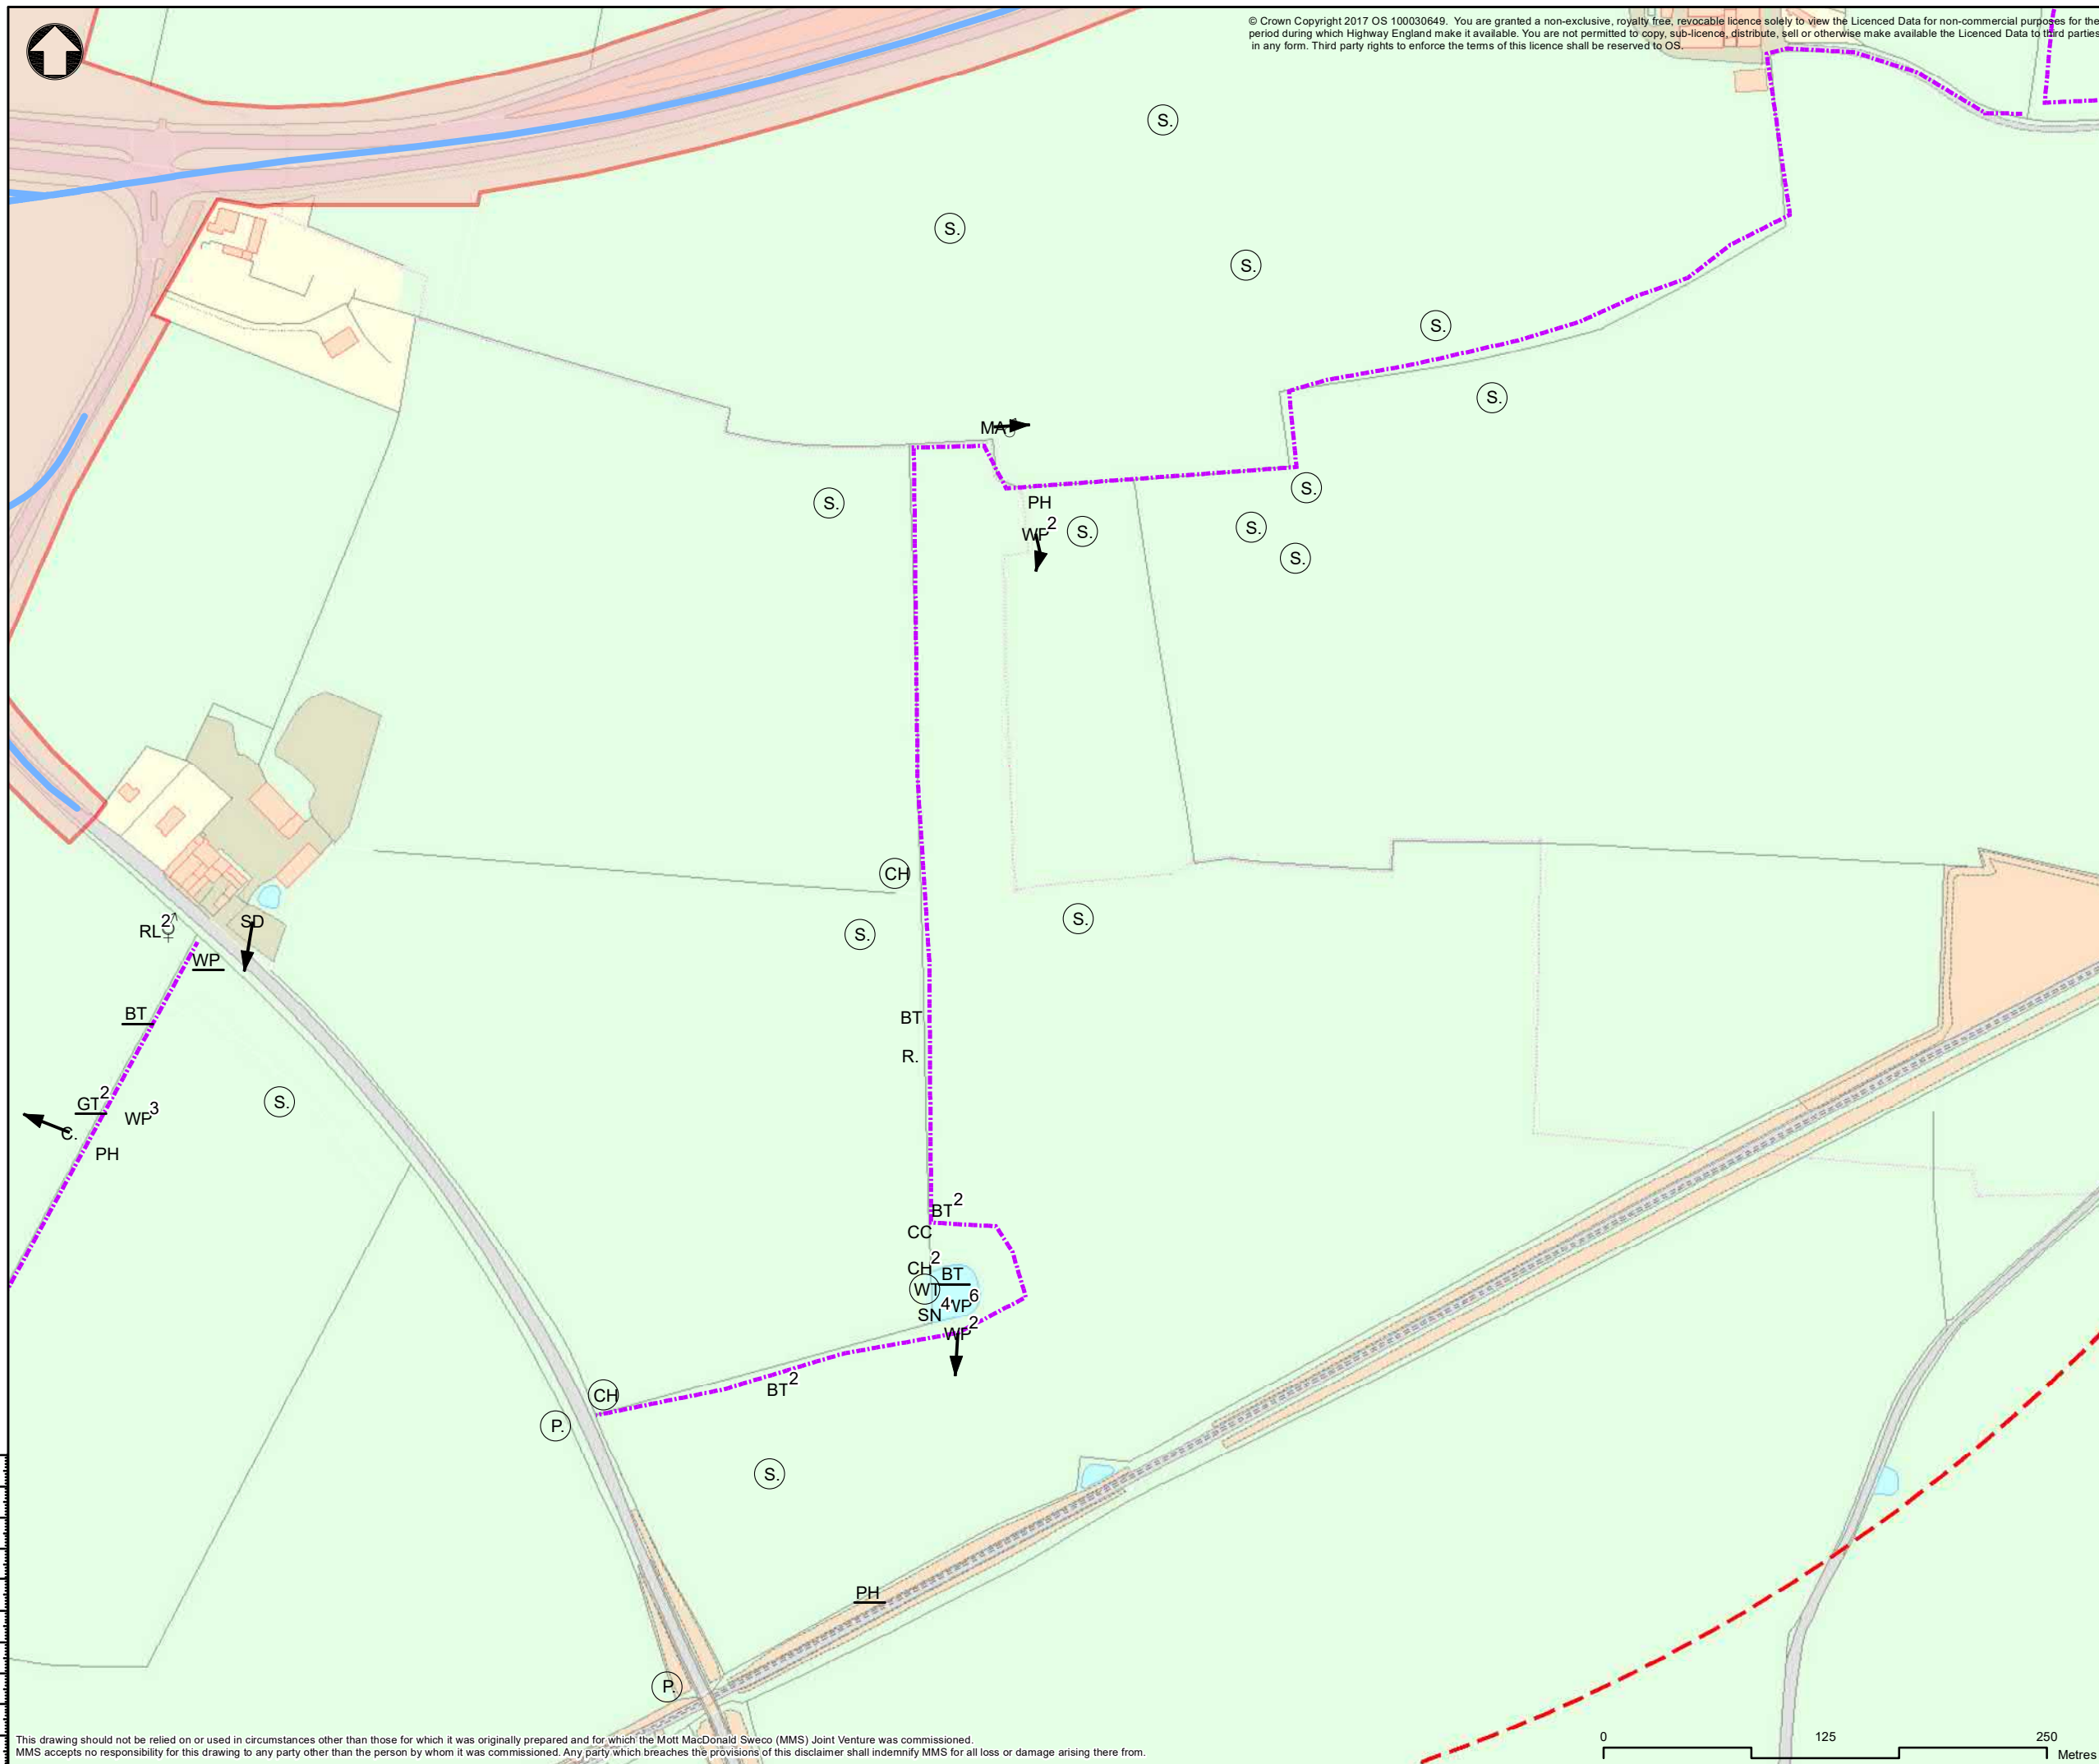 © Crown Copyright 2017 OS 100030649. You are granted a non-exclusive, royalty free, revocable licence solely to view the Licenced Data for non-commercial purposes for the
period during which Highway England make it available. You are not permitted to copy, sub-licence, distribute, sell or otherwise make available the Licenced Data to third parties
in any form. Third party rights to enforce the terms of this licence shall be reserved to OS.
S.
S.
S.
S.
S.
MA♂
S.
S.
PH
WP2
S.
S.
S.
CH
S.
S.
RL2♂♀
SD
WP
BT
BT
R.
GT2
WP3
S.
C.
PH
BT2
CC
CH2
BT
WT
4WP6
SN
WP2
BT2
CH
P.
S.
PH
P.
This drawing should not be relied on or used in circumstances other than those for which it was originally prepared and for which the Mott MacDonald Sweco (MMS) Joint Venture was commissioned.
MMS accepts no responsibility for this drawing to any party other than the person by whom it was commissioned. Any party which breaches the provisions of this disclaimer shall indemnify MMS for all loss or damage arising there from.
0 125 250
Metres